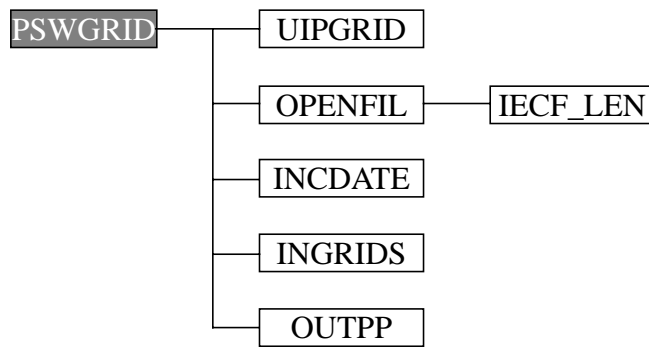 PSWGRID
UIPGRID
OPENFIL
IECF_LEN
INCDATE
INGRIDS
OUTPP